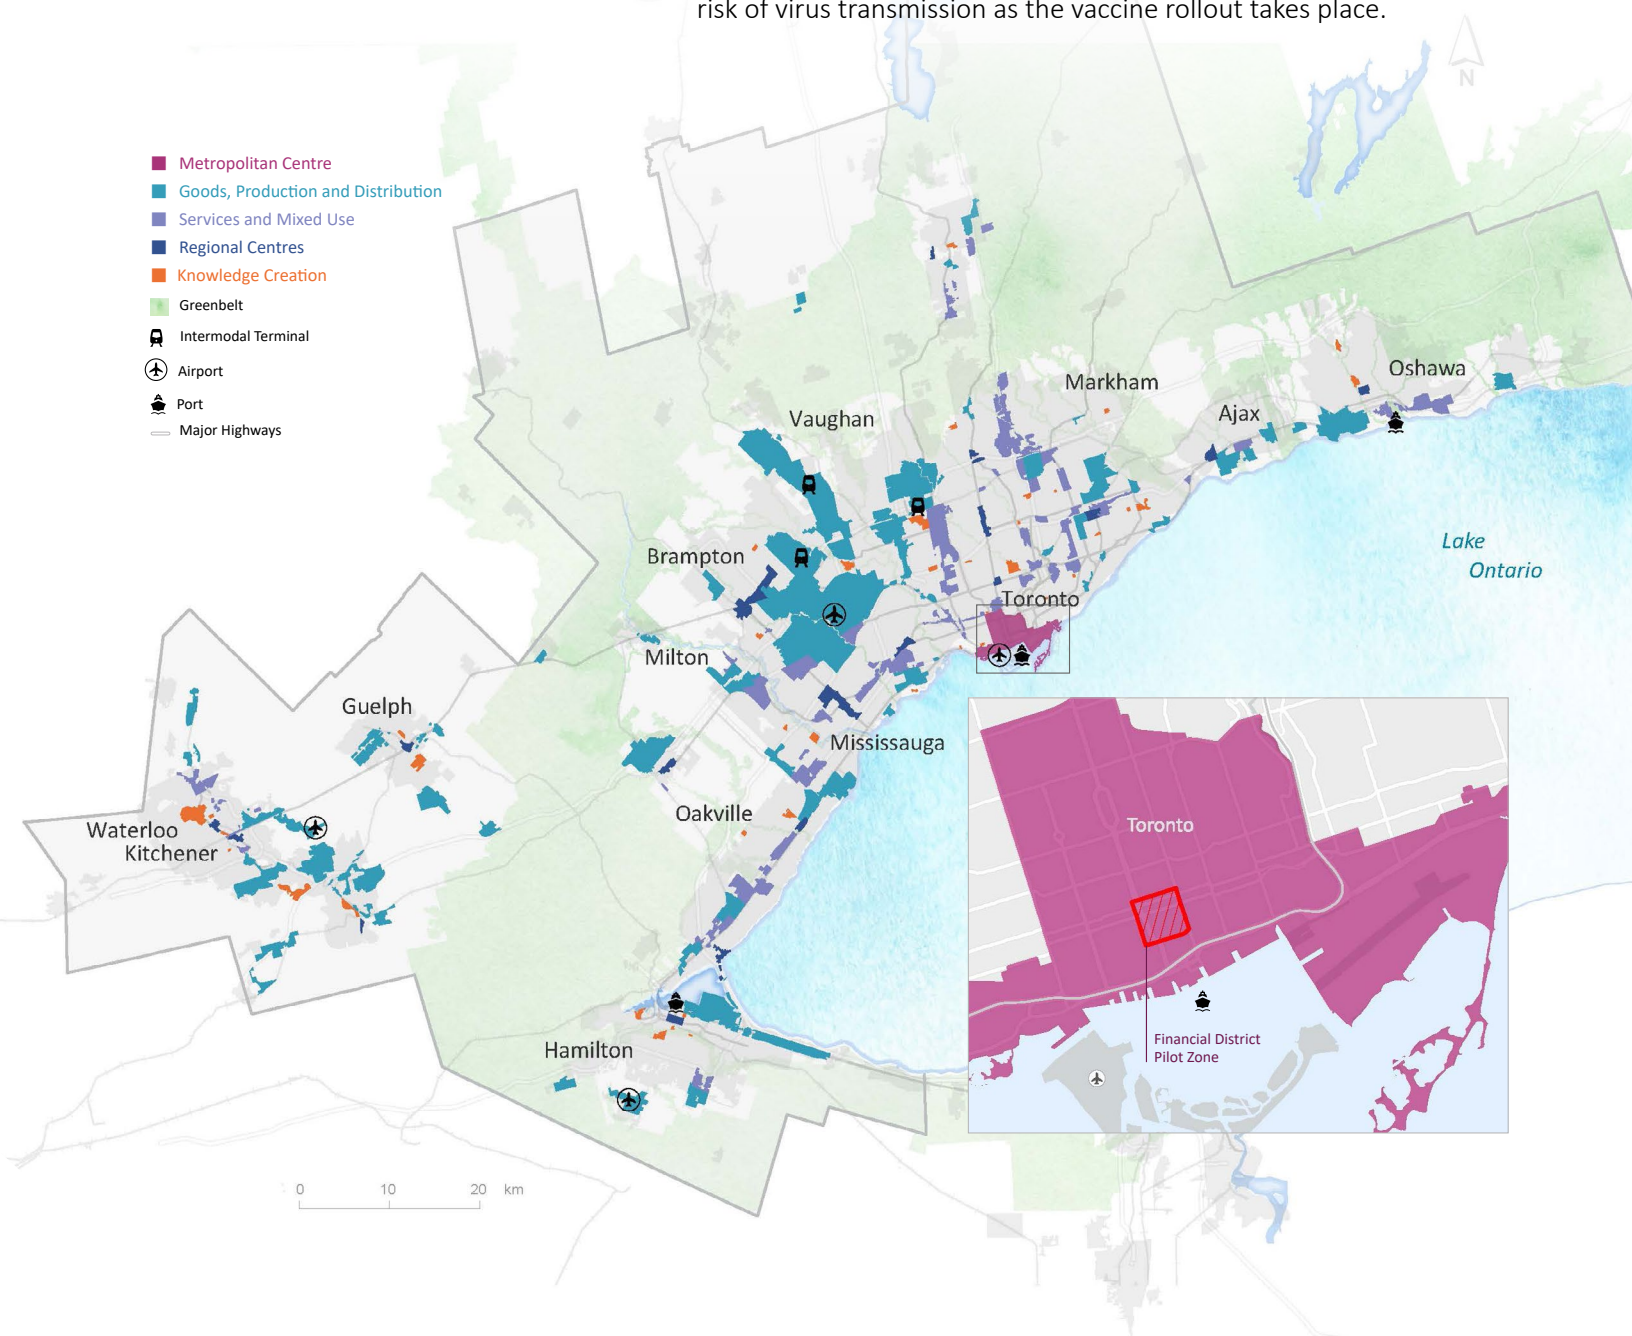 risk of virus transmission as the vaccine rollout takes place.
N
Metropolitan Centre
Goods, Production and Distribution
Services and Mixed Use
Regional Centres
Knowledge Creation
Greenbelt
Intermodal Terminal
Airport
Port
Major Highways
Markham
Oshawa
Ajax
Vaughan
Brampton
Lake
Ontario
Toronto
Milton
Guelph
Mississauga
Oakville
Waterloo
Kitchener
Toronto
Hamilton
Financial District
Pilot Zone
0 10 20 km